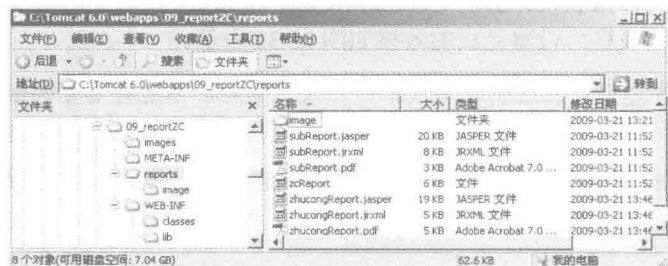 C:\Tomcat 6.0\webapps\09_report2C\reports
文件(F) 编辑(E) 查看(V) 收藏(A) 工具(T) 帮助(H)
后退 搜索 文件夹
地址(D) C:\Tomcat 6.0\webapps\09_report2C\reports 转到
文件夹 × 名称 大小 类型 修改日期
09_report2C
images
META-INF
reports
image
WEB-INF
classes
lib
image 文件夹 2009-03-21 13:21
subReport.jasper 20 KB JASPER 文件 2009-03-21 11:52
subReport.jrxml 8 KB JRXML 文件 2009-03-21 11:52
subReport.pdf 3 KB Adobe Acrobat 7.0 ... 2009-03-21 11:52
zcReport 6 KB 文件 2009-03-21 11:52
zhucongReport.jasper 19 KB JASPER 文件 2009-03-21 13:46
zhucongReport.jrxml 5 KB JRXML 文件 2009-03-21 13:46
zhucongReport.pdf 5 KB Adobe Acrobat 7.0 ... 2009-03-21 13:46
8 个对象(可用磁盘空间: 7.04 GB) 62.6 KB 我的电脑